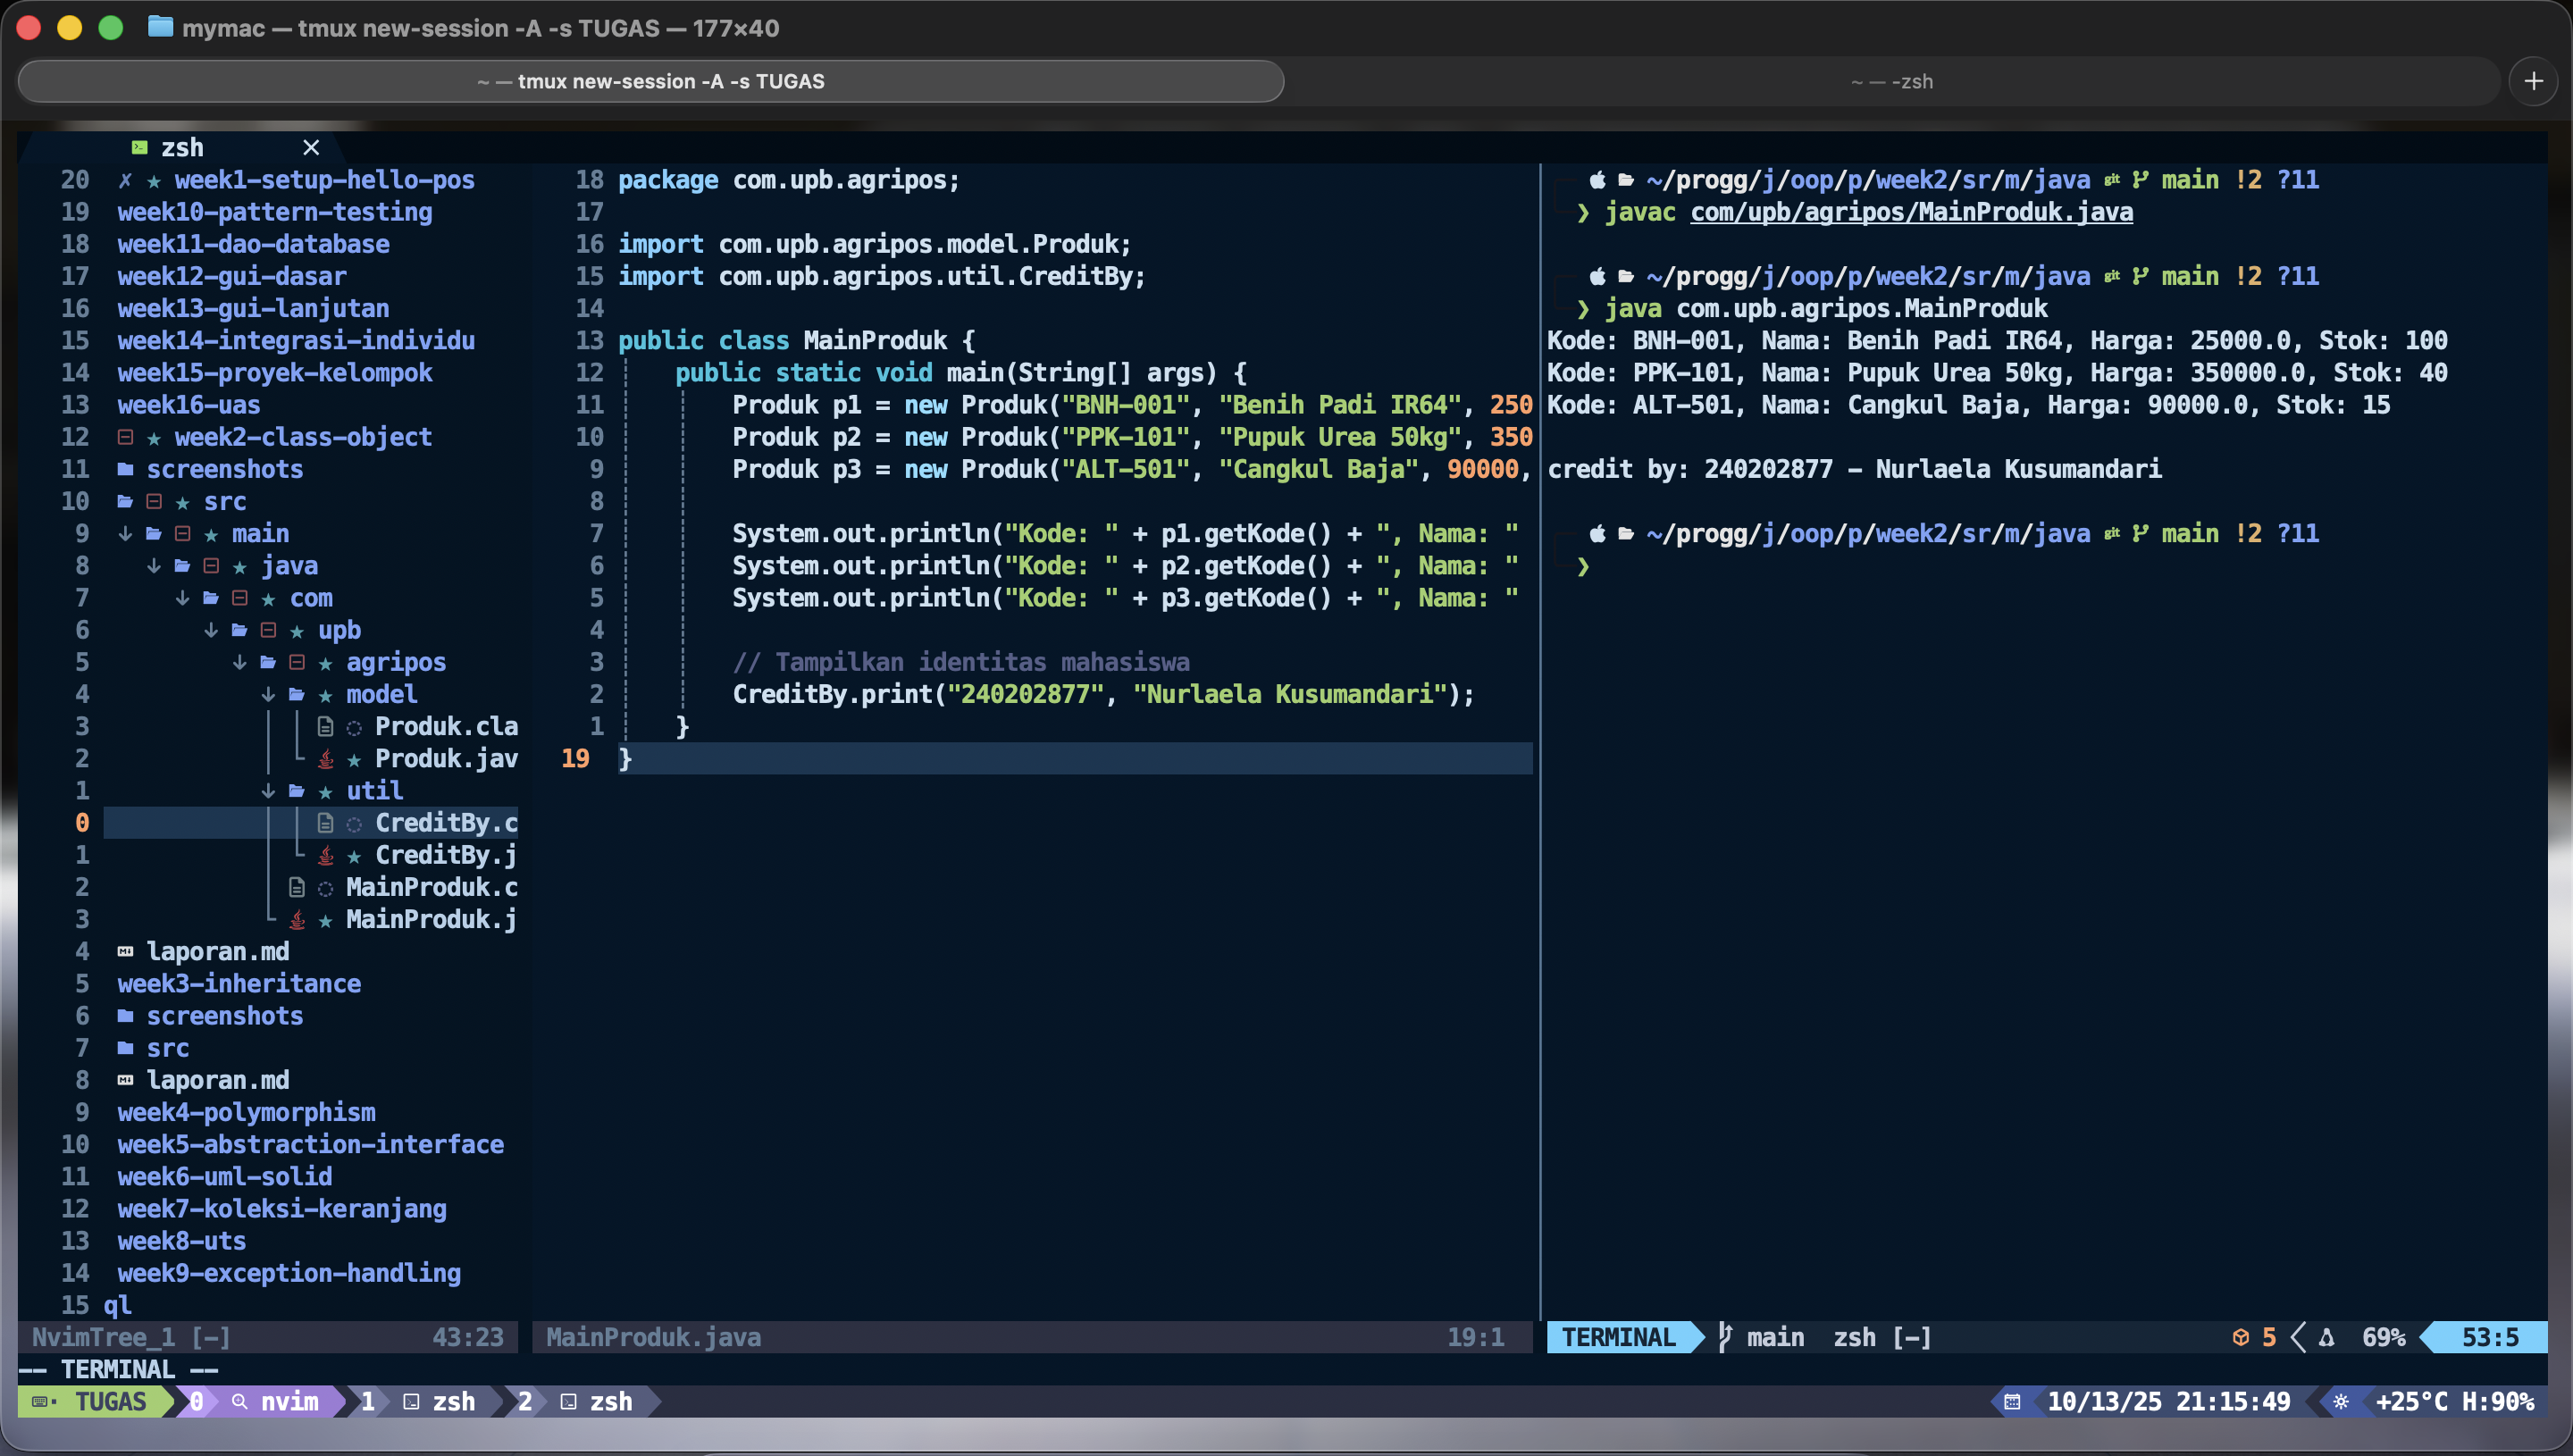 mymac — tmux new-session -A -s TUGAS — 177×40
~ — tmux new-session -A -s TUGAS
~ — -zsh
zsh
20 ✗ ★ week1-setup-hello-pos
19 week10-pattern-testing
18 week11-dao-database
17 week12-gui-dasar
16 week13-gui-lanjutan
15 week14-integrasi-individu
14 week15-proyek-kelompok
13 week16-uas
12 ★ week2-class-object
11 screenshots
10 ★ src
9 ★ main
8 ★ java
7 ★ com
6 ★ upb
5 ★ agripos
4 ★ model
3 Produk.cla
2 ★ Produk.jav
1 ★ util
0 CreditBy.c
1 ★ CreditBy.j
2 MainProduk.c
3 ★ MainProduk.j
4 laporan.md
5 week3-inheritance
6 screenshots
7 src
8 laporan.md
9 week4-polymorphism
10 week5-abstraction-interface
11 week6-uml-solid
12 week7-koleksi-keranjang
13 week8-uts
14 week9-exception-handling
15 ql
NvimTree_1 [-] 43:23
18 package com.upb.agripos;
17
16 import com.upb.agripos.model.Produk;
15 import com.upb.agripos.util.CreditBy;
14
13 public class MainProduk {
12 public static void main(String[] args) {
11 Produk p1 = new Produk("BNH-001", "Benih Padi IR64", 250
10 Produk p2 = new Produk("PPK-101", "Pupuk Urea 50kg", 350
9 Produk p3 = new Produk("ALT-501", "Cangkul Baja", 90000,
8
7 System.out.println("Kode: " + p1.getKode() + ", Nama: "
6 System.out.println("Kode: " + p2.getKode() + ", Nama: "
5 System.out.println("Kode: " + p3.getKode() + ", Nama: "
4
3 // Tampilkan identitas mahasiswa
2 CreditBy.print("240202877", "Nurlaela Kusumandari");
1 }
19 }
MainProduk.java 19:1
~/progg/j/oop/p/week2/sr/m/java git main !2 ?11
❯ javac com/upb/agripos/MainProduk.java
~/progg/j/oop/p/week2/sr/m/java git main !2 ?11
❯ java com.upb.agripos.MainProduk
Kode: BNH-001, Nama: Benih Padi IR64, Harga: 25000.0, Stok: 100
Kode: PPK-101, Nama: Pupuk Urea 50kg, Harga: 350000.0, Stok: 40
Kode: ALT-501, Nama: Cangkul Baja, Harga: 90000.0, Stok: 15
credit by: 240202877 - Nurlaela Kusumandari
~/progg/j/oop/p/week2/sr/m/java git main !2 ?11
❯
TERMINAL main zsh [-] 5 69% 53:5
-- TERMINAL --
TUGAS 0 nvim 1 zsh 2 zsh 10/13/25 21:15:49 +25°C H:90%